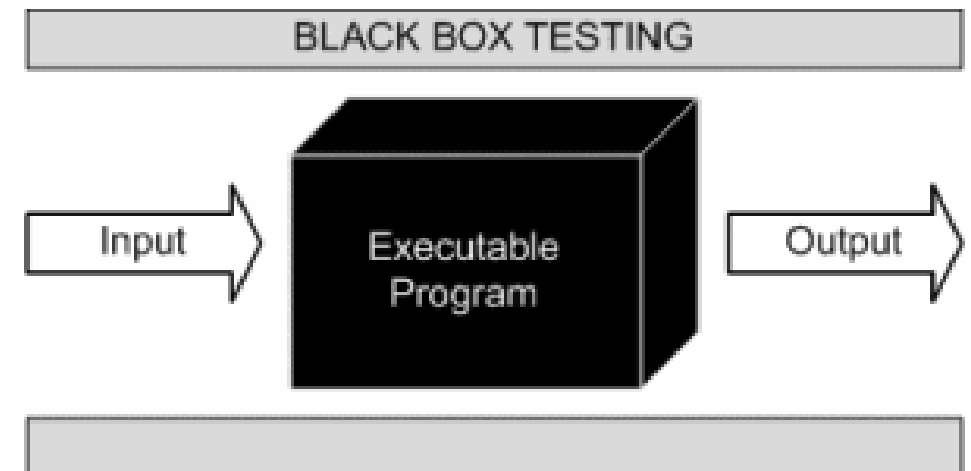 BLACK BOX TESTING
Input
Executable
Program
Output